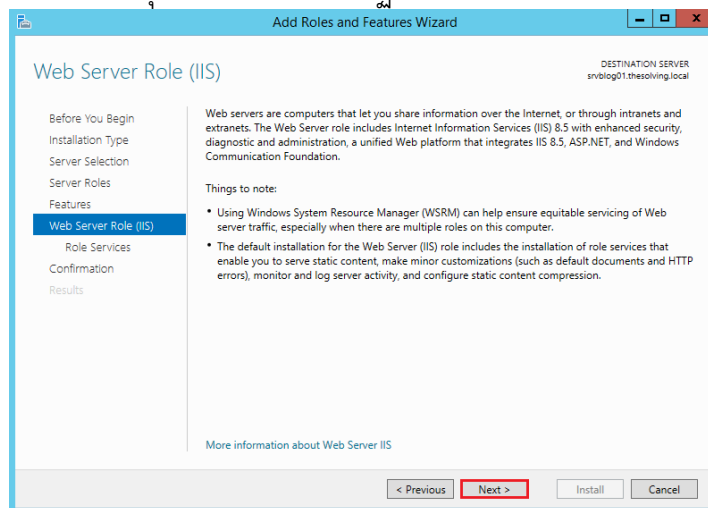 Add Roles and Features Wizard
Web Server Role (IIS)
DESTINATION SERVER
srvblog01.thesolving.local
Before You Begin
Installation Type
Server Selection
Server Roles
Features
Web Server Role (IIS)
Role Services
Confirmation
Results
Web servers are computers that let you share information over the Internet, or through intranets and
extranets. The Web Server role includes Internet Information Services (IIS) 8.5 with enhanced security,
diagnostic and administration, a unified Web platform that integrates IIS 8.5, ASP.NET, and Windows
Communication Foundation.
Things to note:
• Using Windows System Resource Manager (WSRM) can help ensure equitable servicing of Web
server traffic, especially when there are multiple roles on this computer.
• The default installation for the Web Server (IIS) role includes the installation of role services that
enable you to serve static content, make minor customizations (such as default documents and HTTP
errors), monitor and log server activity, and configure static content compression.
More information about Web Server IIS
< Previous
Next >
Install
Cancel